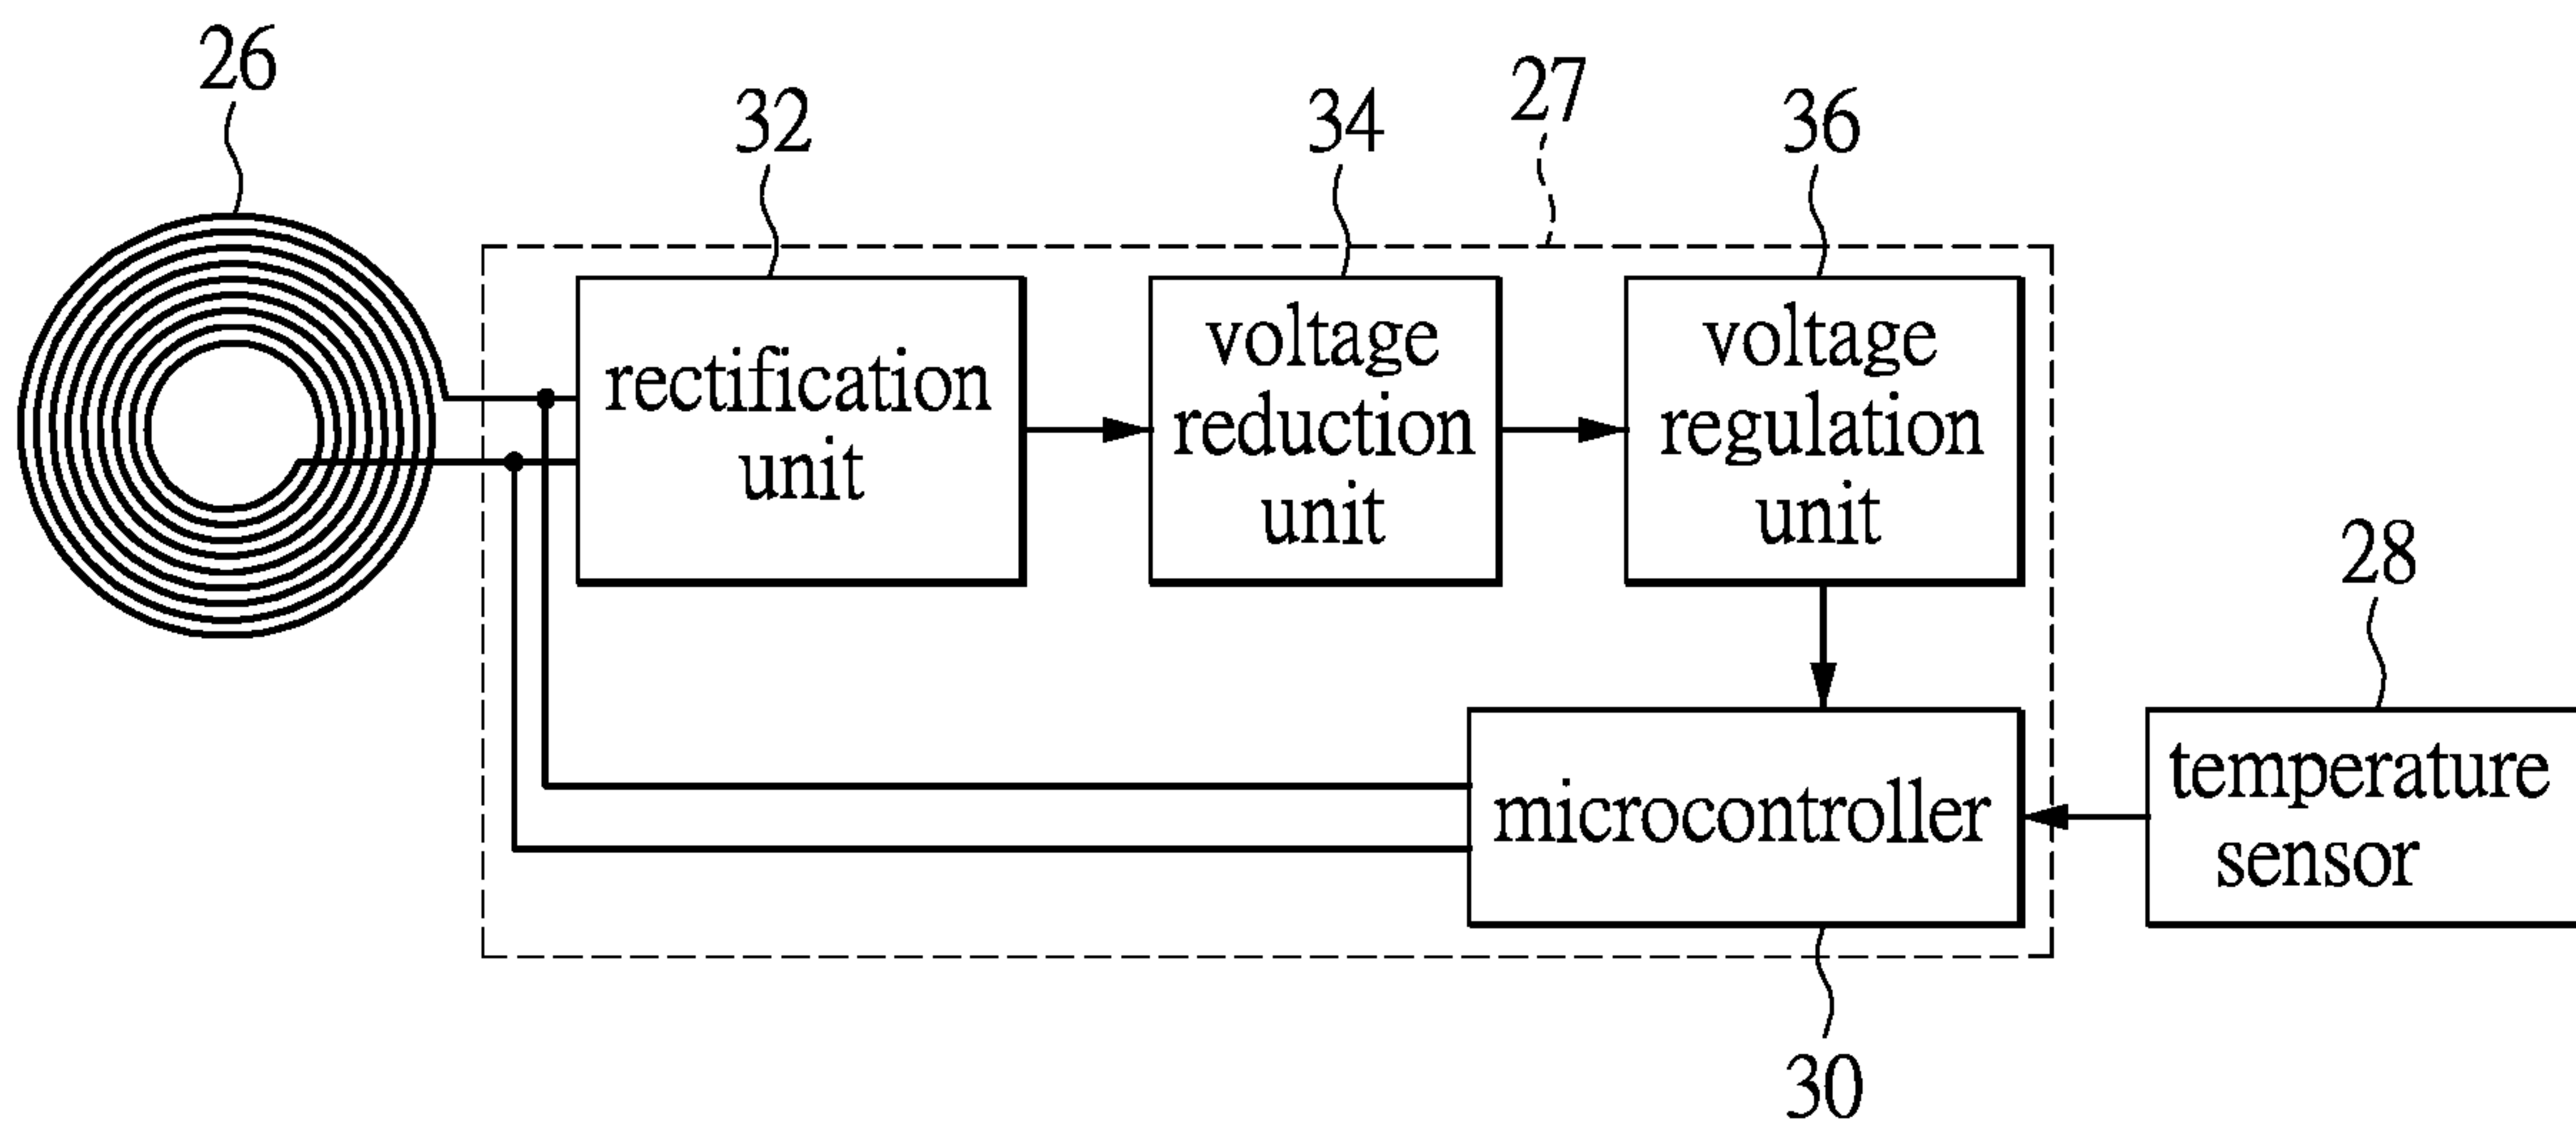 26
32
34
27
36
rectification
unit
voltage
reduction
unit
voltage
regulation
unit
28
microcontroller
temperature
sensor
30